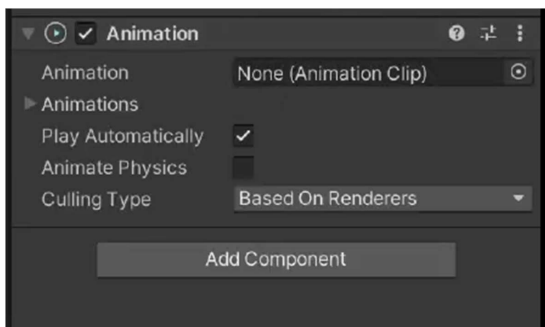 Animation
Animation None (Animation Clip)
Animations
Play Automatically
Animate Physics
Culling Type Based On Renderers
Add Component